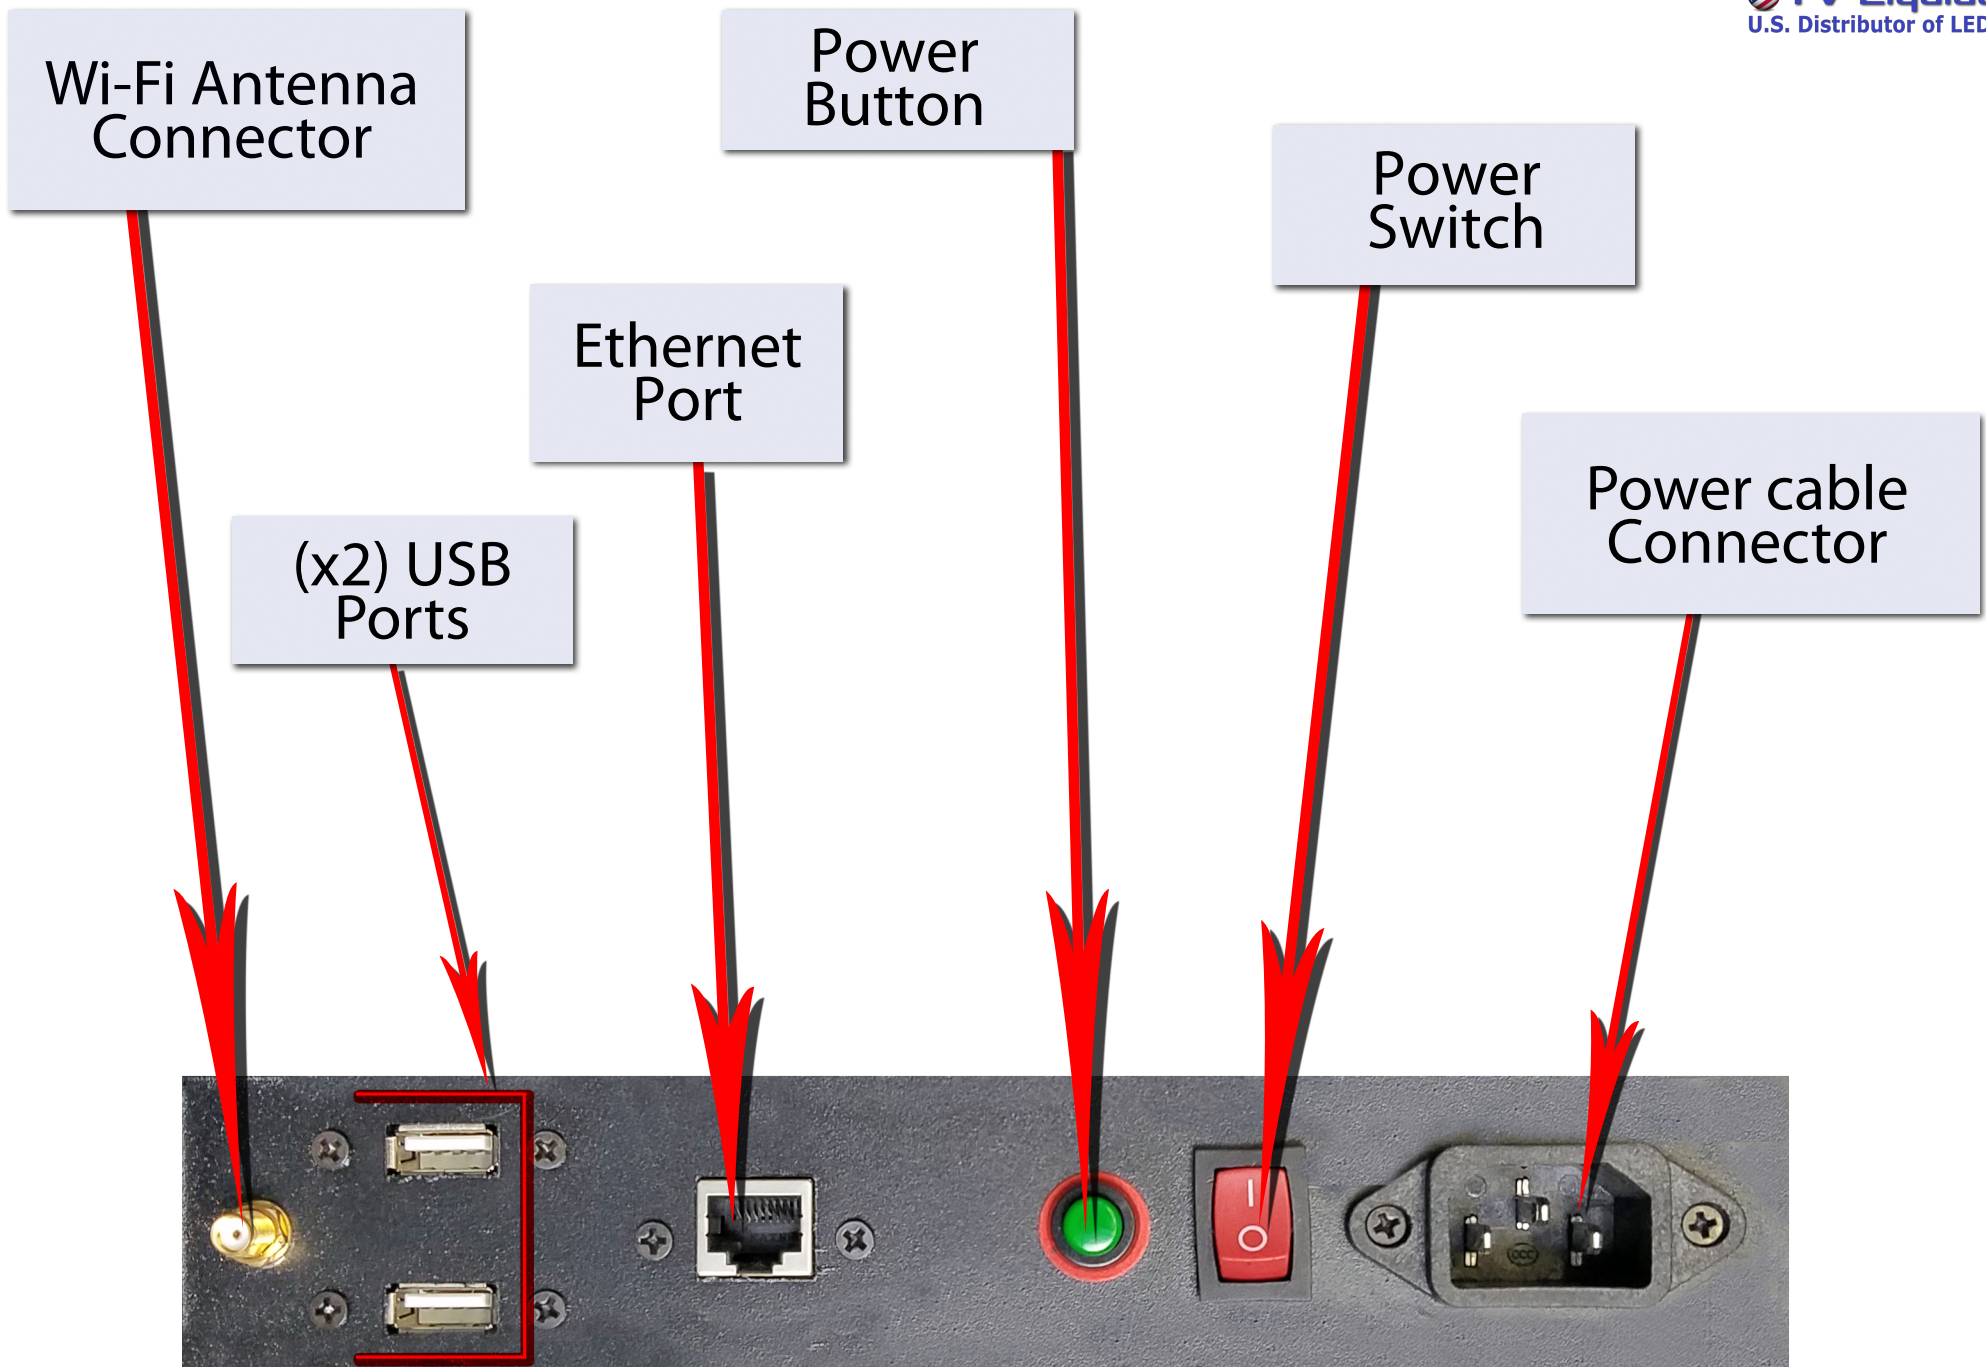 U.S. Distributor of LED
Wi-Fi Antenna
Connector
Power
Button
Power
Switch
Ethernet
Port
Power cable
Connector
(x2) USB
Ports
I
O
CCC